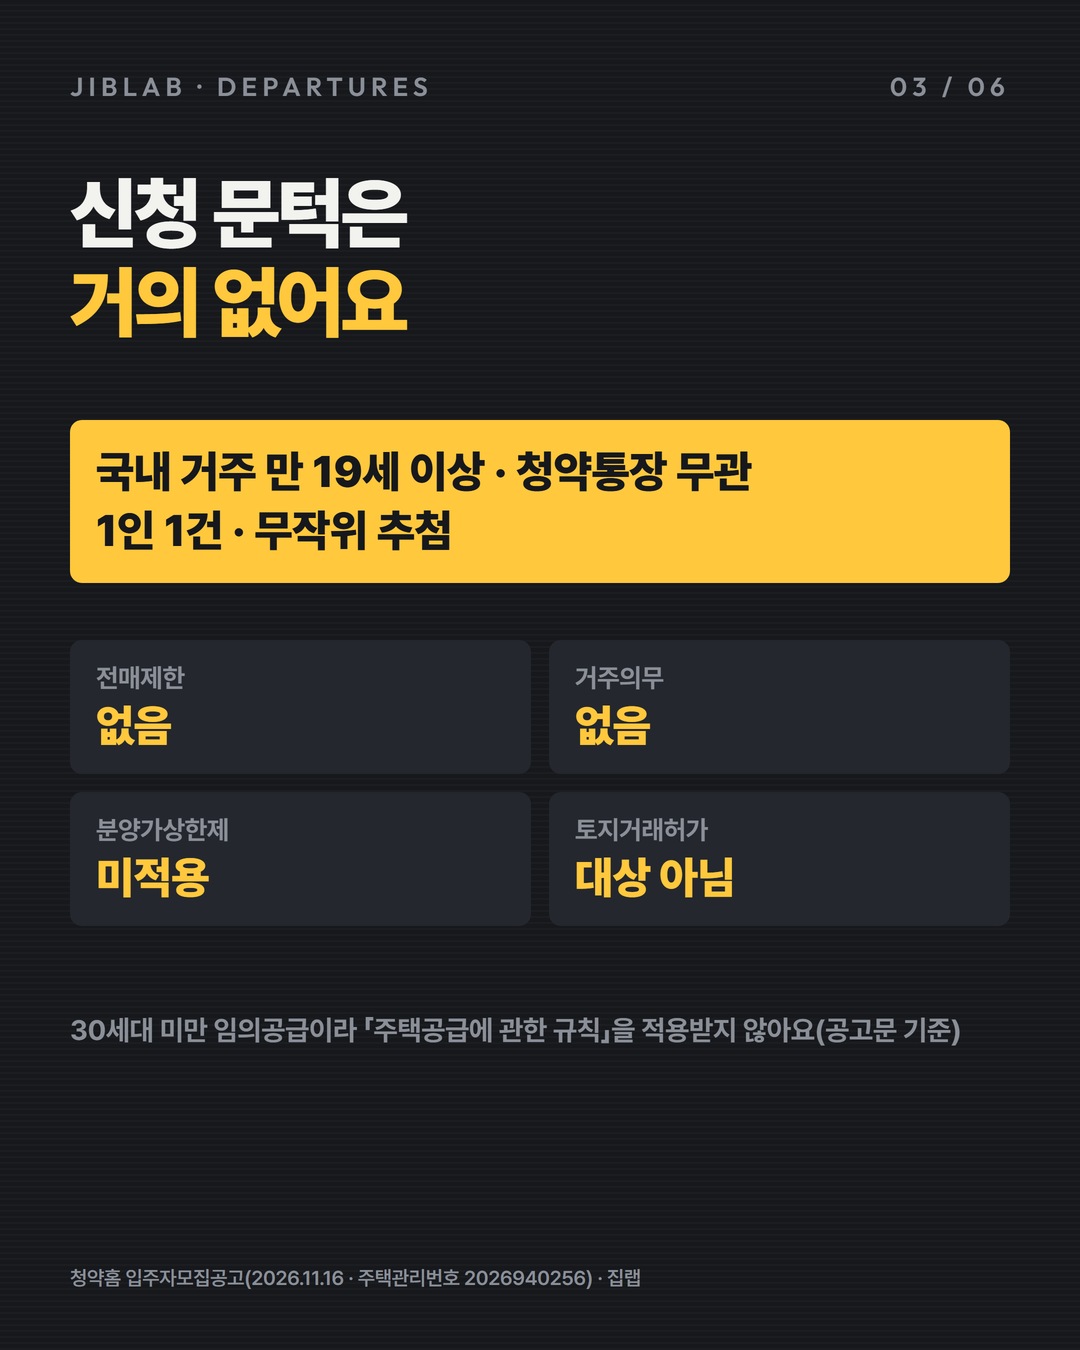 JIBLAB · DEPARTURES
03 / 06
신청 문턱은
거의 없어요
국내 거주 만 19세 이상 · 청약통장 무관
1인 1건 · 무작위 추첨
전매제한
없음
거주의무
없음
분양가상한제
미적용
토지거래허가
대상 아님
30세대 미만 임의공급이라 「주택공급에 관한 규칙」을 적용받지 않아요(공고문 기준)
청약홈 입주자모집공고(2026.11.16 · 주택관리번호 2026940256) · 집랩